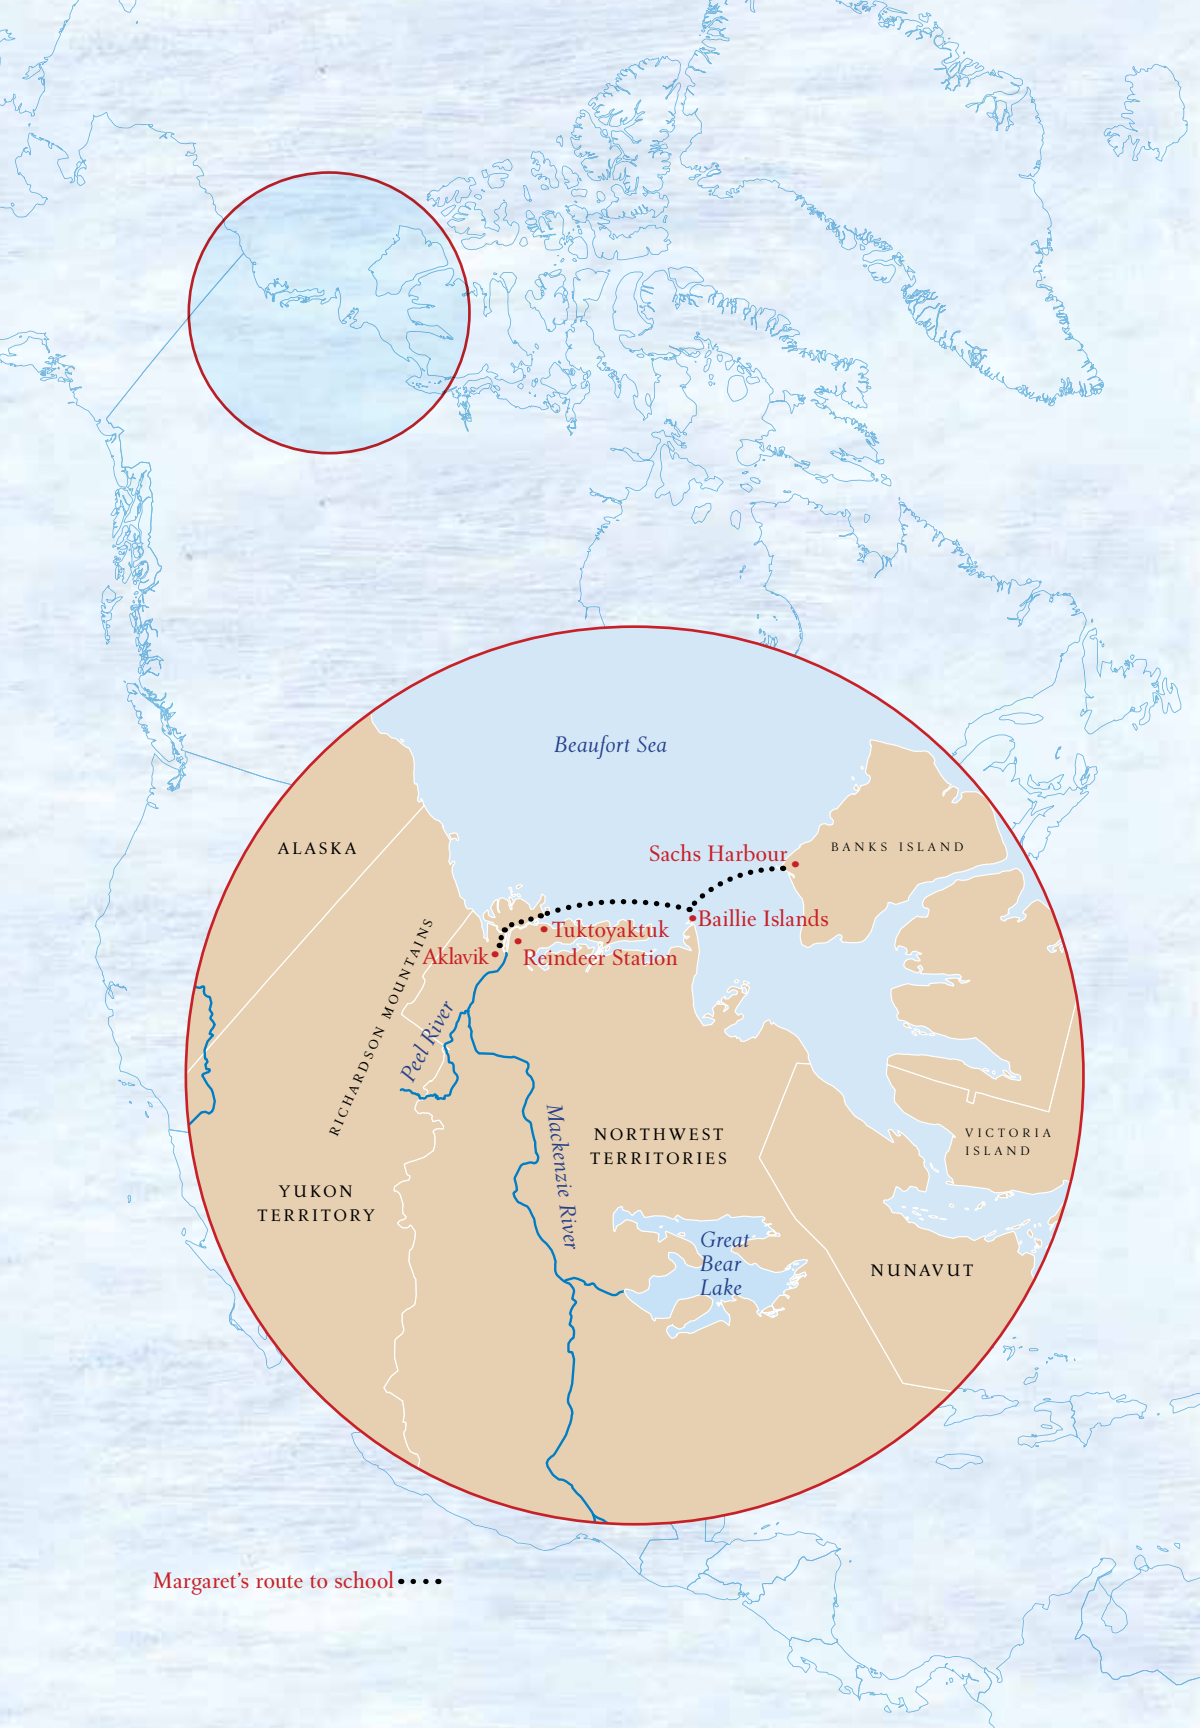 Beaufort Sea
ALASKA
Sachs Harbour
BANKS ISLAND
Baillie Islands
Tuktoyaktuk
Aklavik
Reindeer Station
RICHARDSON MOUNTAINS
Peel River
Mackenzie River
NORTHWEST
TERRITORIES
VICTORIA
ISLAND
YUKON
TERRITORY
Great
Bear
Lake
NUNAVUT
Margaret's route to school